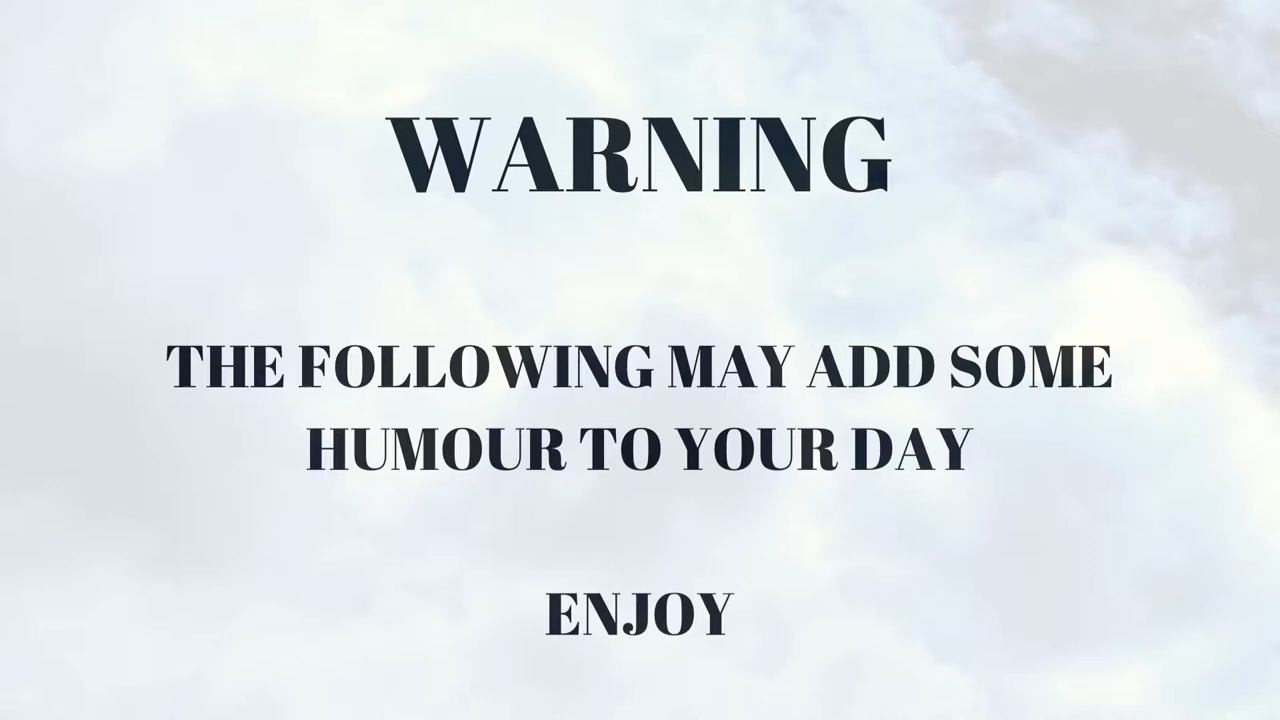 WARNING
THE FOLLOWING MAY ADD SOME
HUMOUR TO YOUR DAY
ENJOY